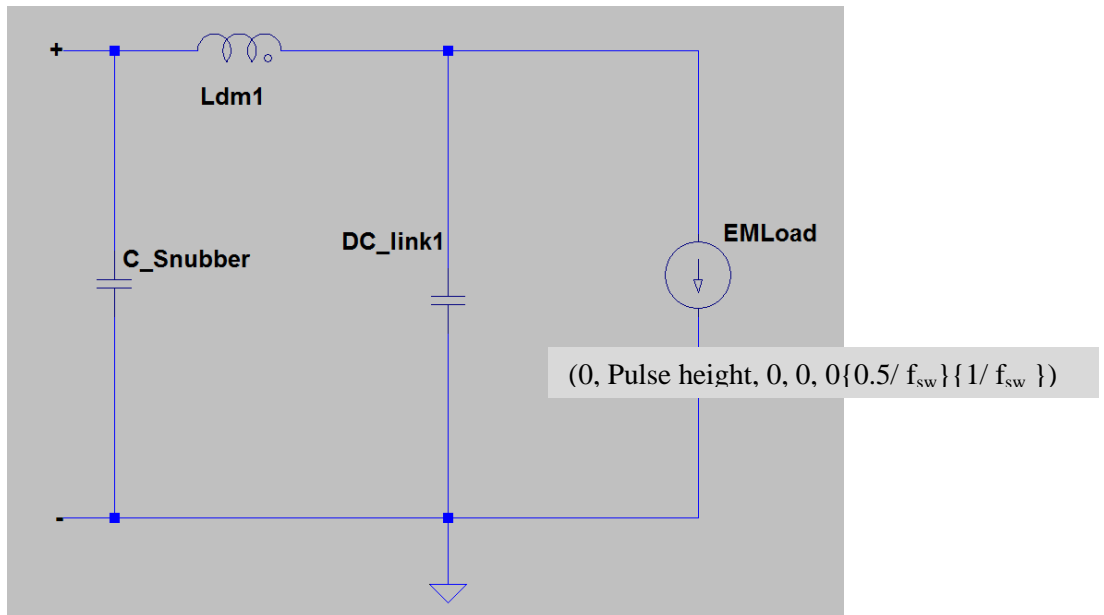 +
Ldm1
C_Snubber
DC_link1
EMLoad
(0, Pulse height, 0, 0, 0{0.5/ fsw}{1/ fsw })
-